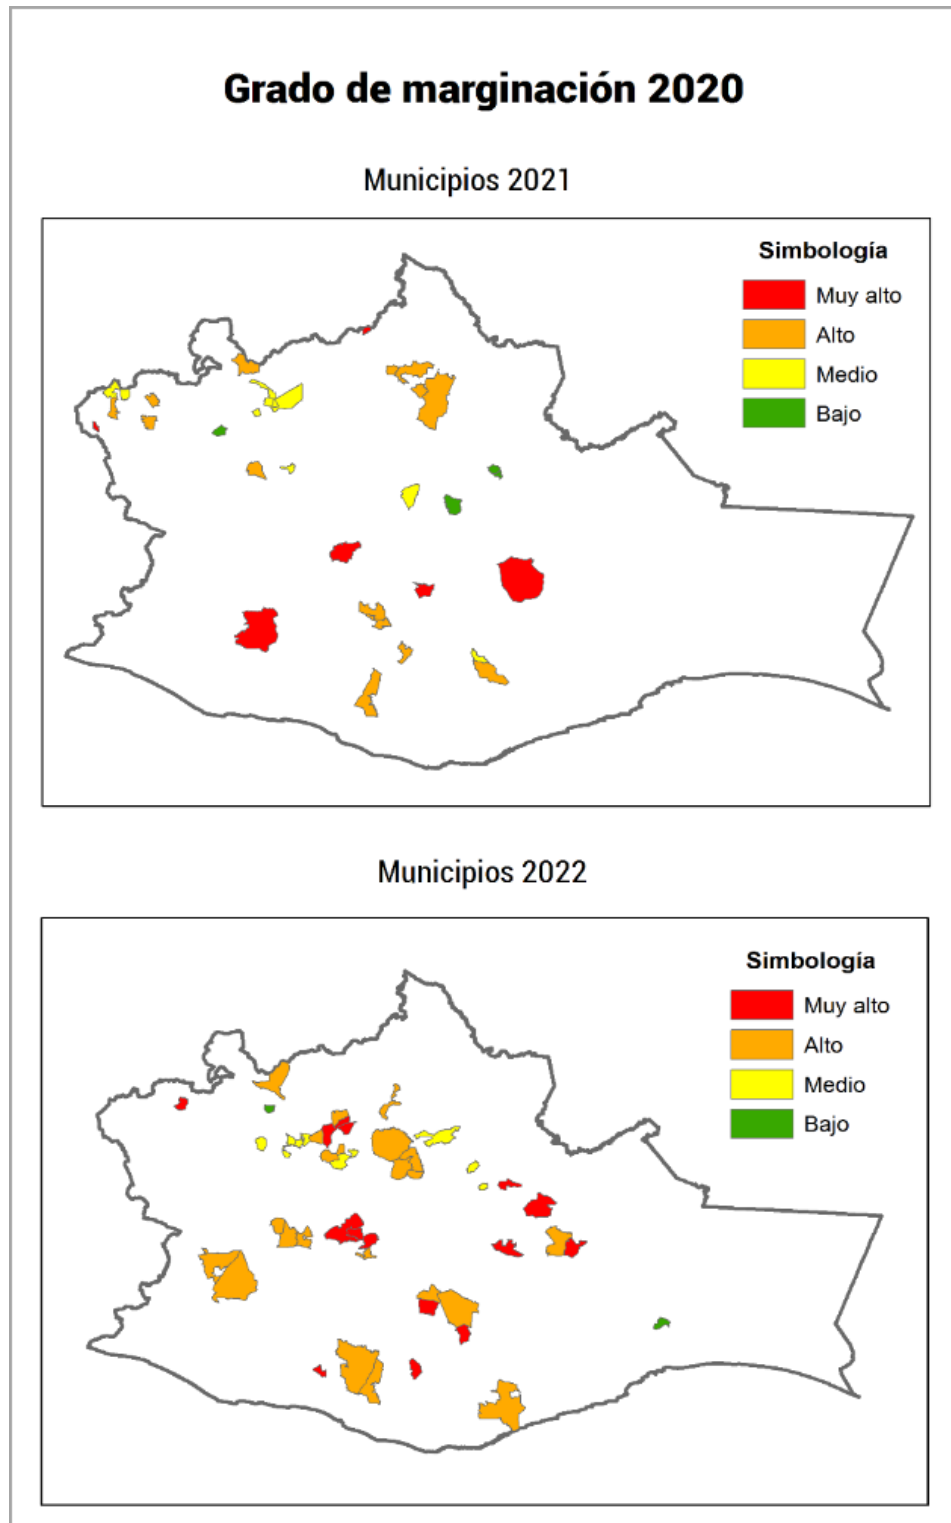 Grado de marginación 2020
Municipios 2021
Simbología
Muy alto
Alto
Medio
Bajo
Municipios 2022
Simbología
Muy alto
Alto
Medio
Bajo